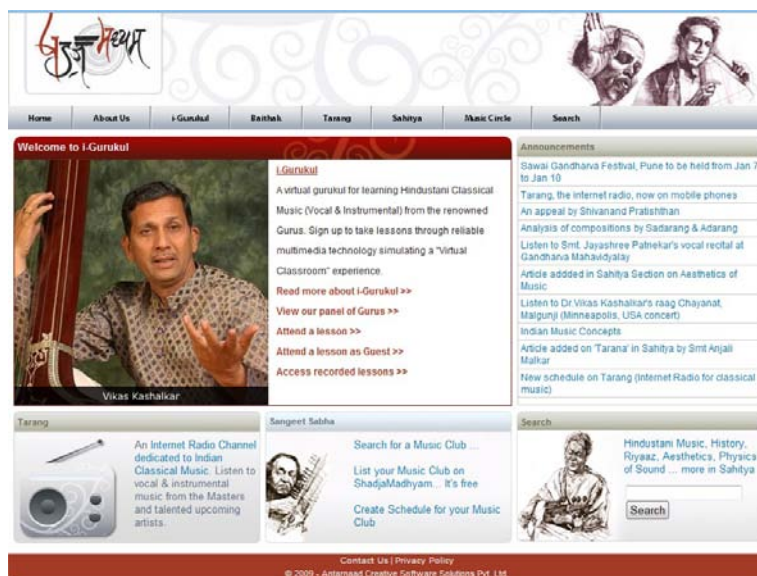 षड्ज मध्यम
Home About Us i-Gurukul Baithak Tarang Sahitya Music Circle Search
Welcome to i-Gurukul
i-Gurukul
A virtual gurukul for learning Hindustani Classical
Music (Vocal & Instrumental) from the renowned
Gurus. Sign up to take lessons through reliable
multimedia technology simulating a "Virtual
Classroom" experience.
Read more about i-Gurukul >>
View our panel of Gurus >>
Attend a lesson >>
Attend a lesson as Guest >>
Access recorded lessons >>
Vikas Kashalkar
Announcements
Sawai Gandharva Festival, Pune to be held from Jan 7
to Jan 10
Tarang, the internet radio, now on mobile phones
An appeal by Shivanand Pratishthan
Analysis of compositions by Sadarang & Adarang
Listen to Smt. Jayashree Patnekar's vocal recital at
Gandharva Mahavidyalay
Article addded in Sahitya Section on Aesthetics of
Music
Listen to Dr.Vikas Kashalkar's raag Chayanat,
Malgunji (Minneapolis, USA concert)
Indian Music Concepts
Article added on 'Tarana' in Sahitya by Smt Anjali
Malkar
New schedule on Tarang (Internet Radio for classical
music)
Tarang
An Internet Radio Channel
dedicated to Indian
Classical Music. Listen to
vocal & instrumental
music from the Masters
and talented upcoming
artists.
Sangeet Sabha
Search for a Music Club ...
List your Music Club on
ShadjaMadhyam... It's free
Create Schedule for your Music
Club
Search
Hindustani Music, History,
Riyaaz, Aesthetics, Physics
of Sound ... more in Sahitya
Search
Contact Us | Privacy Policy
© 2009 - Antarnaad Creative Software Solutions Pvt. Ltd.